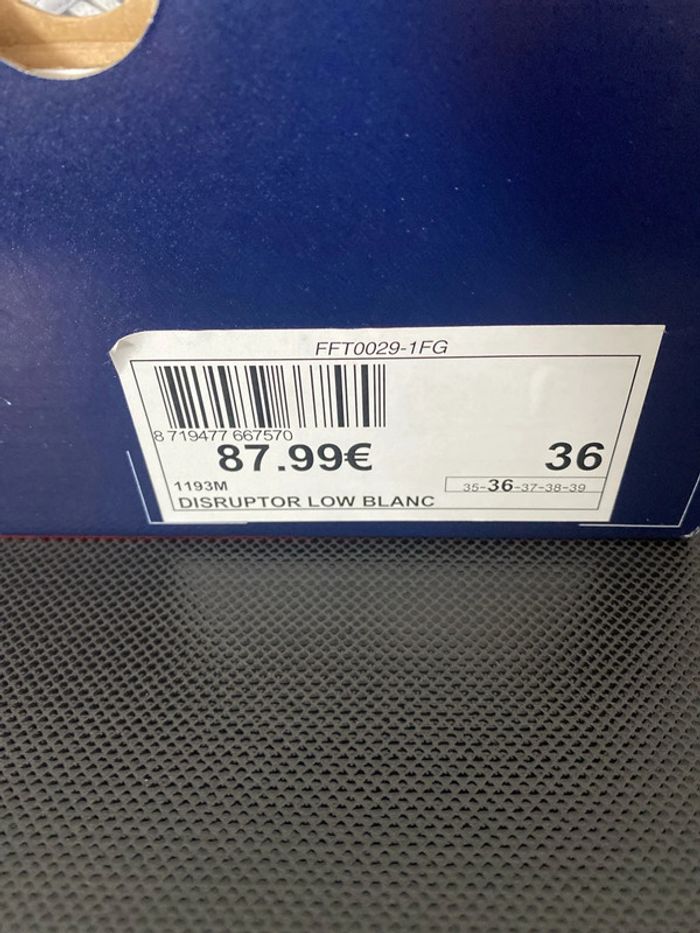 FFT0029-1FG
8 719477 667570
87.99€
36
1193M
35-36-37-38-39
DISRUPTOR LOW BLANC